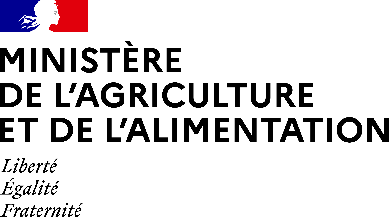 MINISTÈRE
DE L'AGRICULTURE
ET DE L'ALIMENTATION
Liberté
Égalité
Fraternité